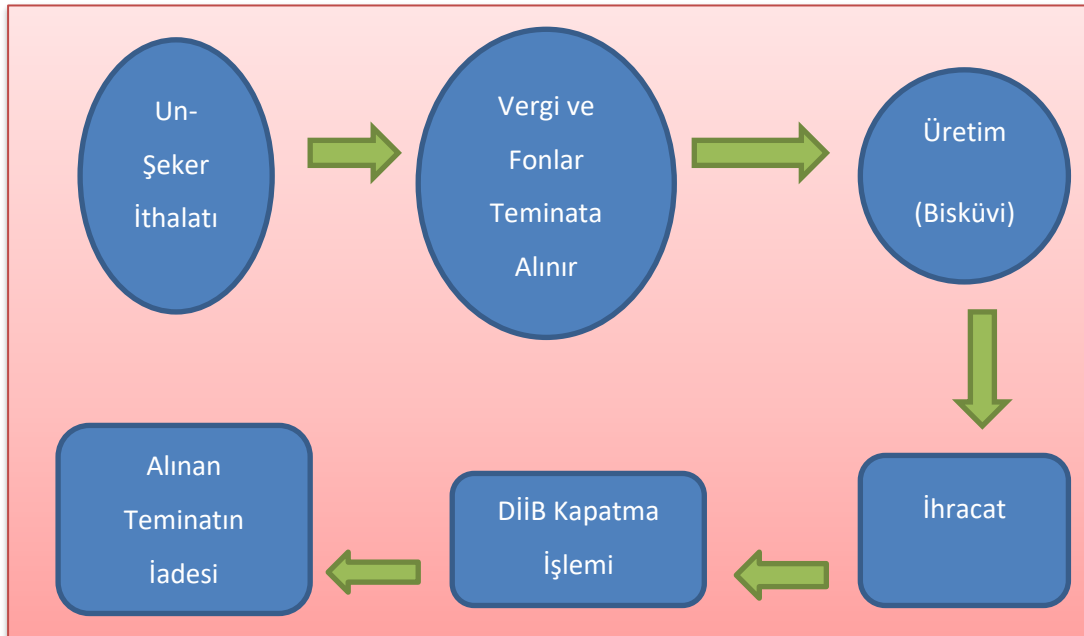 Un-
Şeker
İthalatı
Vergi ve
Fonlar
Teminata
Alınır
Üretim
(Bisküvi)
İhracat
DİİB Kapatma
İşlemi
Alınan
Teminatın
İadesi